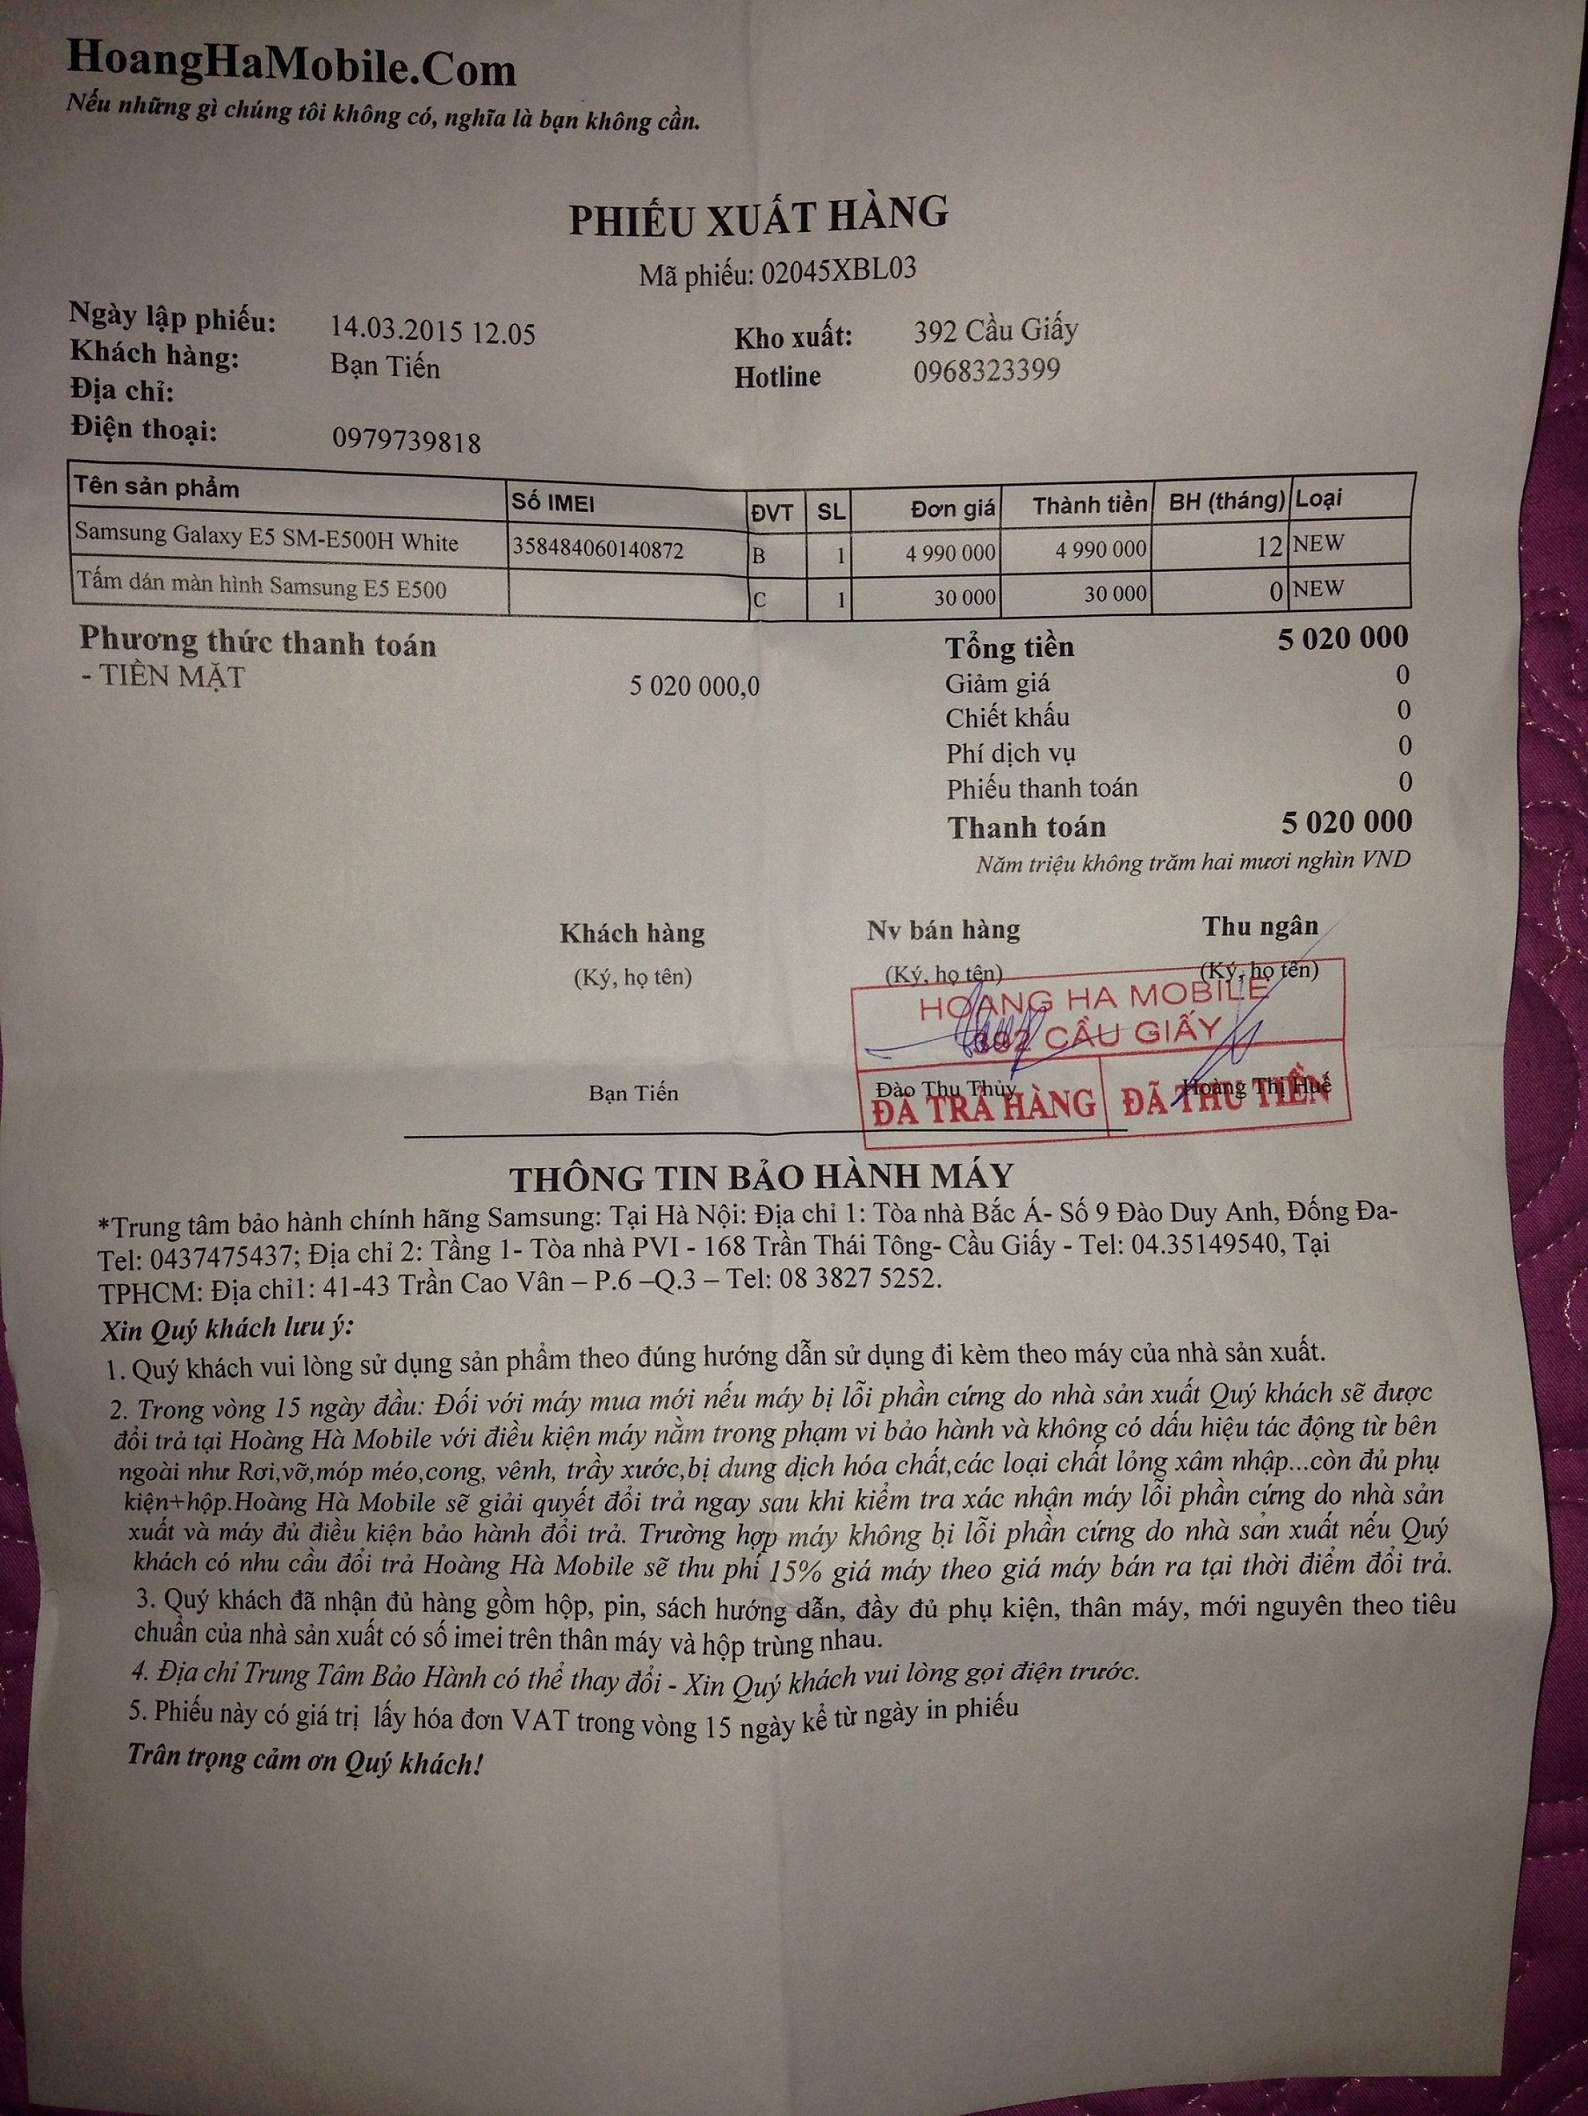 HoangHaMobile.Com
Nếu những gì chúng tôi không có, nghĩa là bạn không cần.
PHIẾU XUẤT HÀNG
Mã phiếu: 02045XBL03
Ngày lập phiếu: 14.03.2015 12.05 Kho xuất: 392 Cầu Giấy
Khách hàng: Bạn Tiến Hotline 0968323399
Địa chỉ:
Điện thoại: 0979739818
Tên sản phẩm Số IMEI ĐVT SL Đơn giá Thành tiền BH (tháng) Loại
Samsung Galaxy E5 SM-E500H White 358484060140872 B 1 4 990 000 4 990 000 12 NEW
Tấm dán màn hình Samsung E5 E500 C 1 30 000 30 000 0 NEW
Phương thức thanh toán Tổng tiền 5 020 000
- TIỀN MẶT 5 020 000,0 Giảm giá 0
Chiết khấu 0
Phí dịch vụ 0
Phiếu thanh toán 0
Thanh toán 5 020 000
Năm triệu không trăm hai mươi nghìn VND
Khách hàng Nv bán hàng Thu ngân
(Ký, họ tên) (Ký, họ tên) (Ký, họ tên)
HOANG HA MOBILE
392 CẦU GIẤY
Bạn Tiến Đào Thu Thủy Hoàng Thị Huế
ĐÃ TRẢ HÀNG ĐÃ THU TIỀN
THÔNG TIN BẢO HÀNH MÁY
*Trung tâm bảo hành chính hãng Samsung: Tại Hà Nội: Địa chỉ 1: Tòa nhà Bắc Á- Số 9 Đào Duy Anh, Đống Đa-
Tel: 0437475437; Địa chỉ 2: Tầng 1- Tòa nhà PVI - 168 Trần Thái Tông- Cầu Giấy - Tel: 04.35149540, Tại
TPHCM: Địa chỉ1: 41-43 Trần Cao Vân – P.6 –Q.3 – Tel: 08 3827 5252.
Xin Quý khách lưu ý:
1. Quý khách vui lòng sử dụng sản phẩm theo đúng hướng dẫn sử dụng đi kèm theo máy của nhà sản xuất.
2. Trong vòng 15 ngày đầu: Đối với máy mua mới nếu máy bị lỗi phần cứng do nhà sản xuất Quý khách sẽ được
đổi trả tại Hoàng Hà Mobile với điều kiện máy nằm trong phạm vi bảo hành và không có dấu hiệu tác động từ bên
ngoài như Rơi,vỡ,móp méo,cong, vênh, trầy xước,bị dung dịch hóa chất,các loại chất lỏng xâm nhập...còn đủ phụ
kiện+hộp.Hoàng Hà Mobile sẽ giải quyết đổi trả ngay sau khi kiểm tra xác nhận máy lỗi phần cứng do nhà sản
xuất và máy đủ điều kiện bảo hành đổi trả. Trường hợp máy không bị lỗi phần cứng do nhà sản xuất nếu Quý
khách có nhu cầu đổi trả Hoàng Hà Mobile sẽ thu phí 15% giá máy theo giá máy bán ra tại thời điểm đổi trả.
3. Quý khách đã nhận đủ hàng gồm hộp, pin, sách hướng dẫn, đầy đủ phụ kiện, thân máy, mới nguyên theo tiêu
chuẩn của nhà sản xuất có số imei trên thân máy và hộp trùng nhau.
4. Địa chỉ Trung Tâm Bảo Hành có thể thay đổi - Xin Quý khách vui lòng gọi điện trước.
5. Phiếu này có giá trị lấy hóa đơn VAT trong vòng 15 ngày kể từ ngày in phiếu
Trân trọng cảm ơn Quý khách!